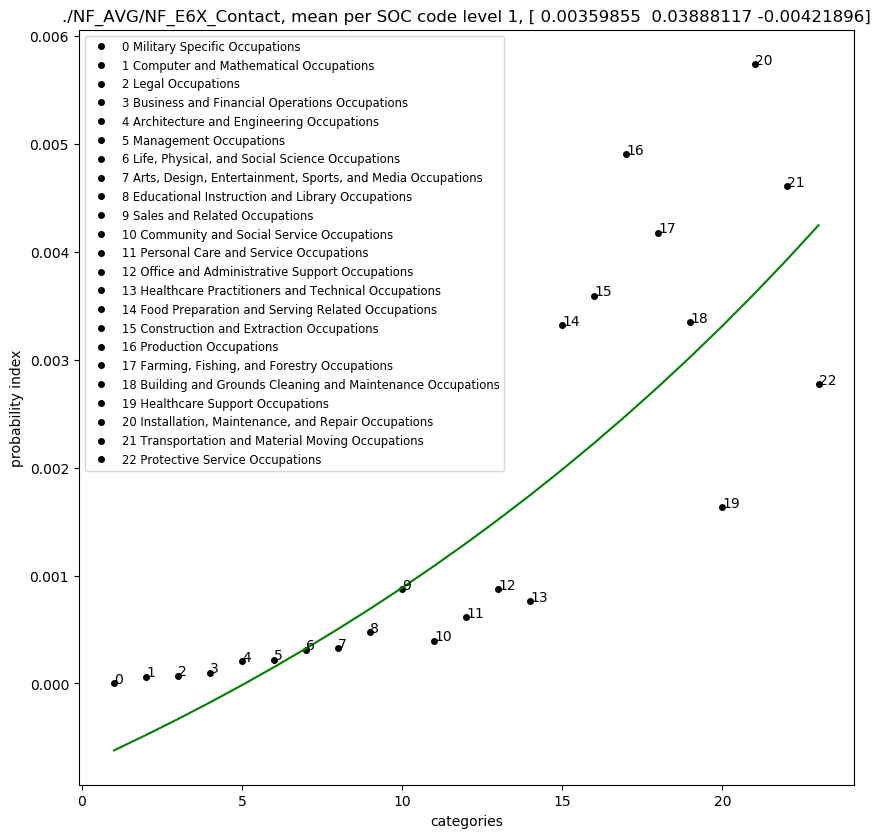 ./NF_AVG/NF_E6X_Contact, mean per SOC code level 1, [ 0.00359855  0.03888117 -0.00421896]
0 Military Specific Occupations
1 Computer and Mathematical Occupations
2 Legal Occupations
3 Business and Financial Operations Occupations
4 Architecture and Engineering Occupations
5 Management Occupations
6 Life, Physical, and Social Science Occupations
7 Arts, Design, Entertainment, Sports, and Media Occupations
8 Educational Instruction and Library Occupations
9 Sales and Related Occupations
10 Community and Social Service Occupations
11 Personal Care and Service Occupations
12 Office and Administrative Support Occupations
13 Healthcare Practitioners and Technical Occupations
14 Food Preparation and Serving Related Occupations
15 Construction and Extraction Occupations
16 Production Occupations
17 Farming, Fishing, and Forestry Occupations
18 Building and Grounds Cleaning and Maintenance Occupations
19 Healthcare Support Occupations
20 Installation, Maintenance, and Repair Occupations
21 Transportation and Material Moving Occupations
22 Protective Service Occupations
0.006
0.005
0.004
0.003
0.002
0.001
0.000
probability index
0
1
2
3
4
5
6
7
8
9
10
11
12
13
14
15
16
17
18
19
20
21
22
0
5
10
15
20
categories